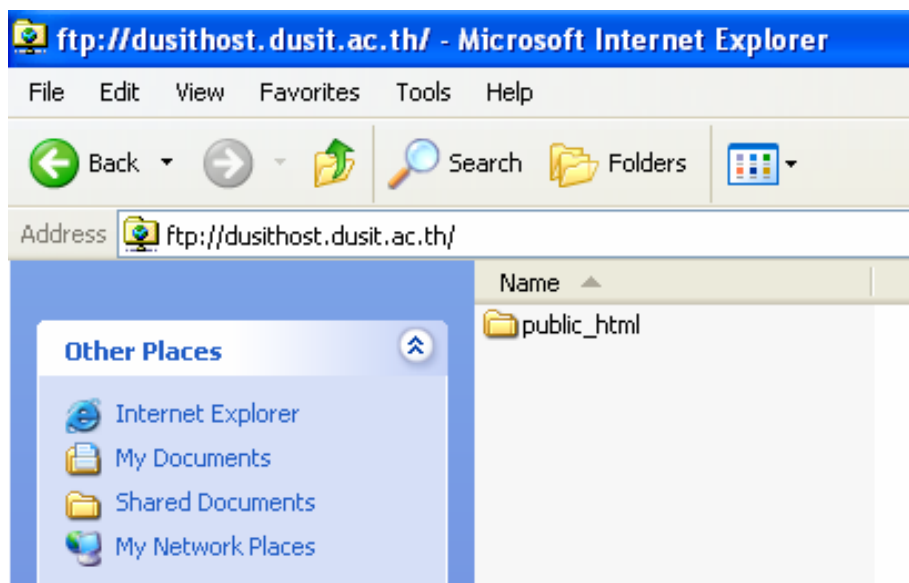 ftp://dusithost.dusit.ac.th/ - Microsoft Internet Explorer
File Edit View Favorites Tools Help
Back Search Folders
Address ftp://dusithost.dusit.ac.th/
Name
public_html
Other Places
Internet Explorer
My Documents
Shared Documents
My Network Places